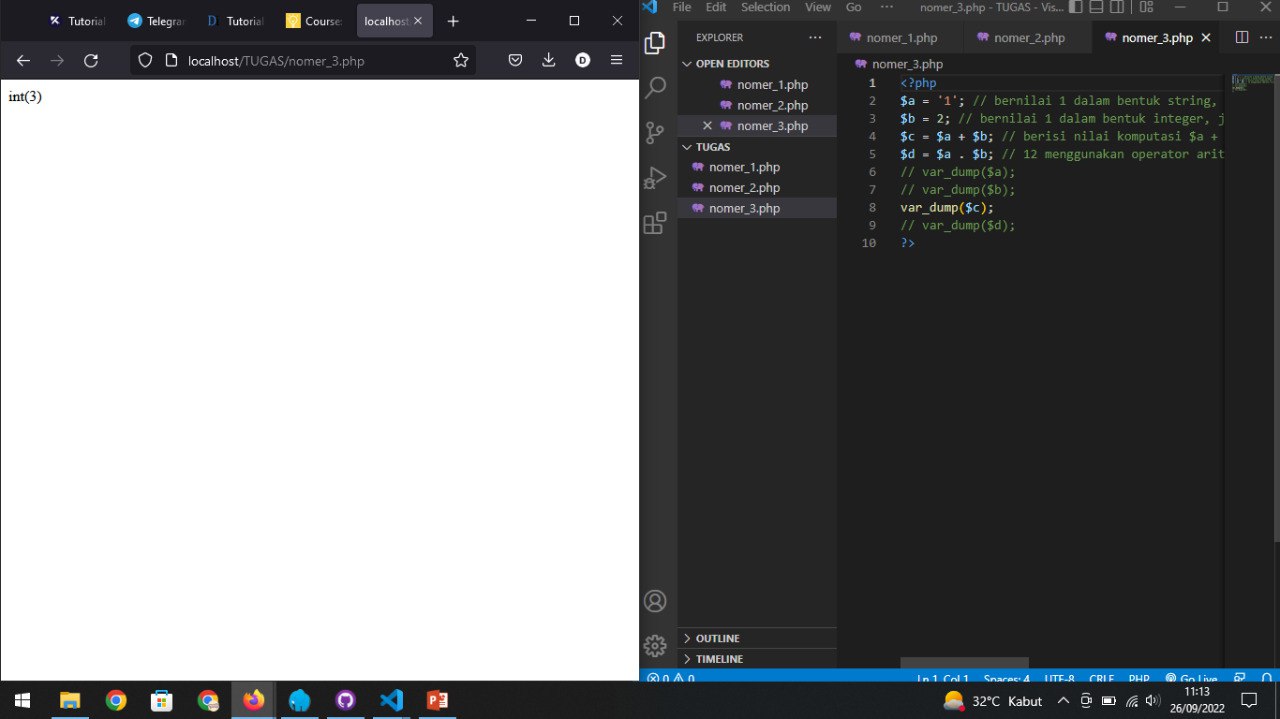 Tutorial
Telegrar
Tutorial
Course:
localhost
localhost/TUGAS/nomer_3.php
int(3)
File Edit Selection View Go ··· nomer_3.php - TUGAS - Vis...
EXPLORER ···
OPEN EDITORS
nomer_1.php
nomer_2.php
nomer_3.php
TUGAS
nomer_1.php
nomer_2.php
nomer_3.php
OUTLINE
TIMELINE
nomer_1.php nomer_2.php nomer_3.php
nomer_3.php
1 <?php
2 $a = '1'; // bernilai 1 dalam bentuk string,
3 $b = 2; // bernilai 1 dalam bentuk integer, j
4 $c = $a + $b; // berisi nilai komputasi $a +
5 $d = $a . $b; // 12 menggunakan operator arit
6 // var_dump($a);
7 // var_dump($b);
8 var_dump($c);
9 // var_dump($d);
10 ?>
0 0 Ln 1, Col 1 Spaces: 4 UTF-8 CRLF PHP Go Live
32°C Kabut
11:13
26/09/2022